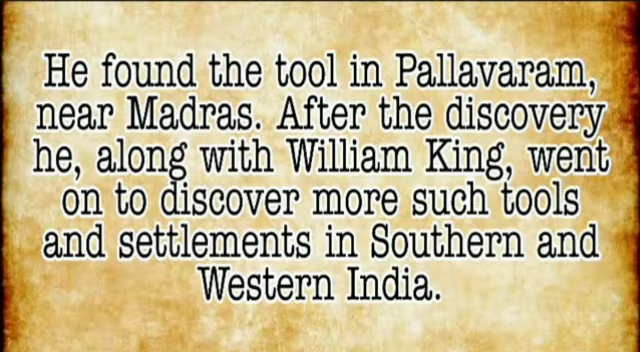 He found the tool in Pallavaram,
near Madras. After the discovery
he, along with William King, went
on to discover more such tools
and settlements in Southern and
Western India.